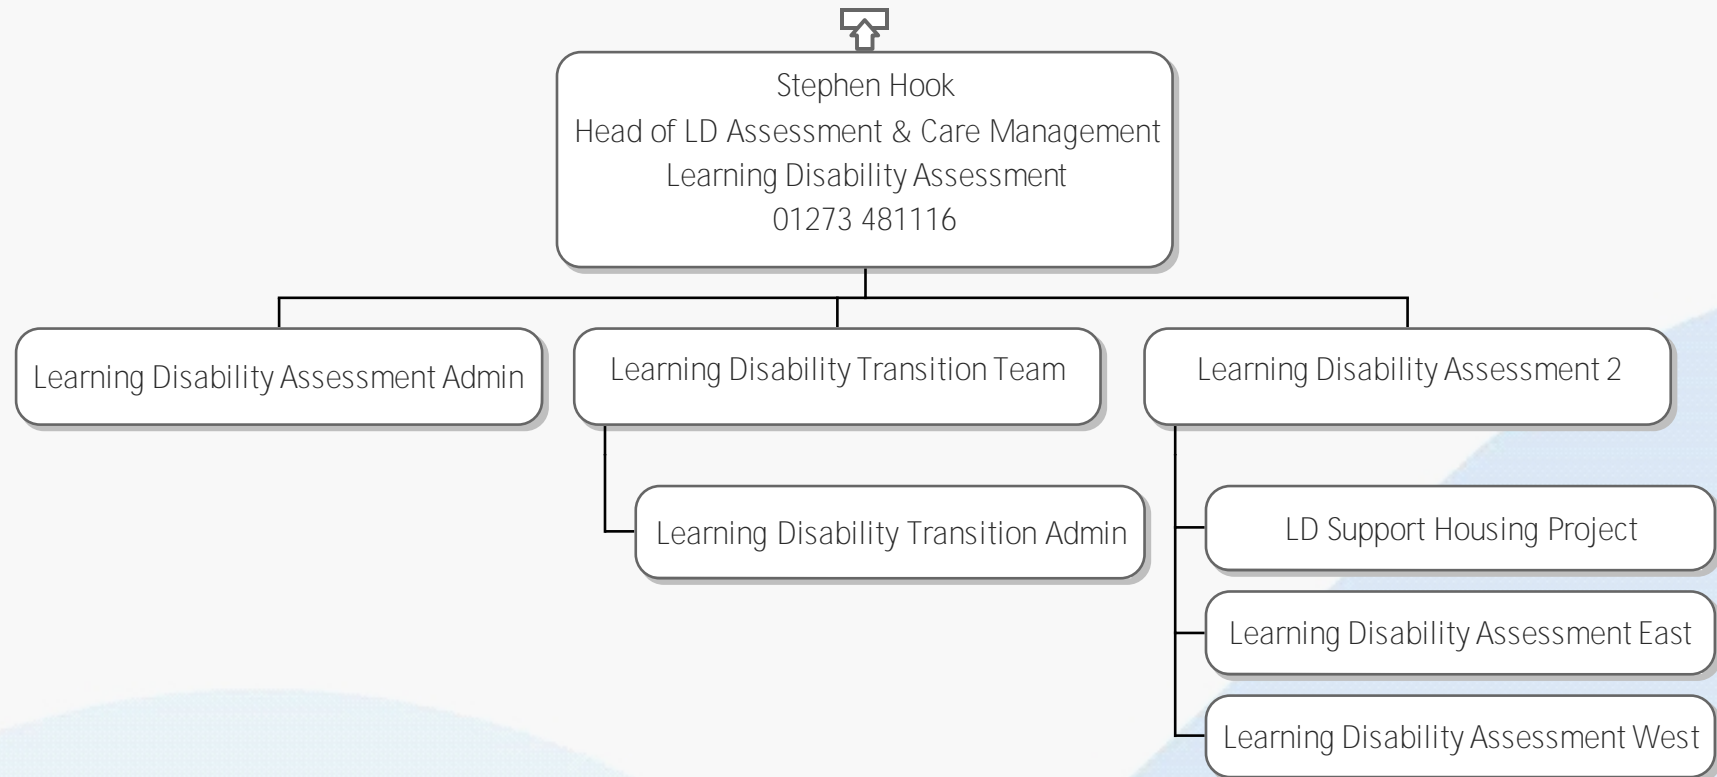 Stephen Hook
Head of LD Assessment & Care Management
Learning Disability Assessment
01273 481116
Learning Disability Assessment Admin
Learning Disability Transition Team
Learning Disability Assessment 2
Learning Disability Transition Admin
LD Support Housing Project
Learning Disability Assessment East
Learning Disability Assessment West